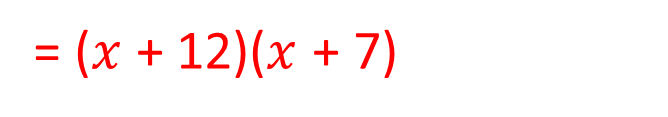 = (x + 12)(x + 7)